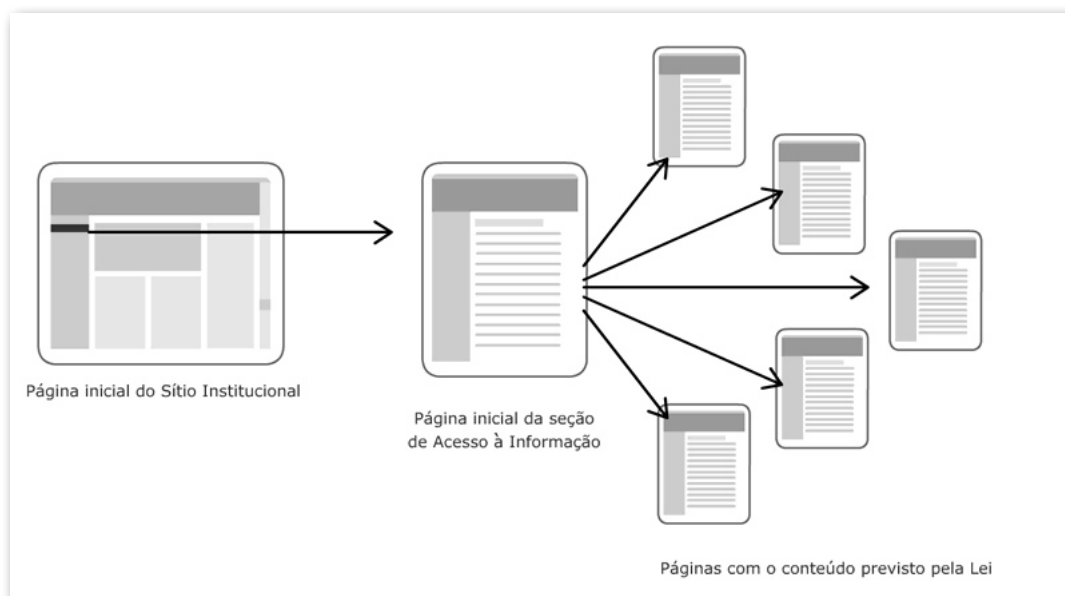 Página inicial do Sítio Institucional
Página inicial da seção
de Acesso à Informação
Páginas com o conteúdo previsto pela Lei